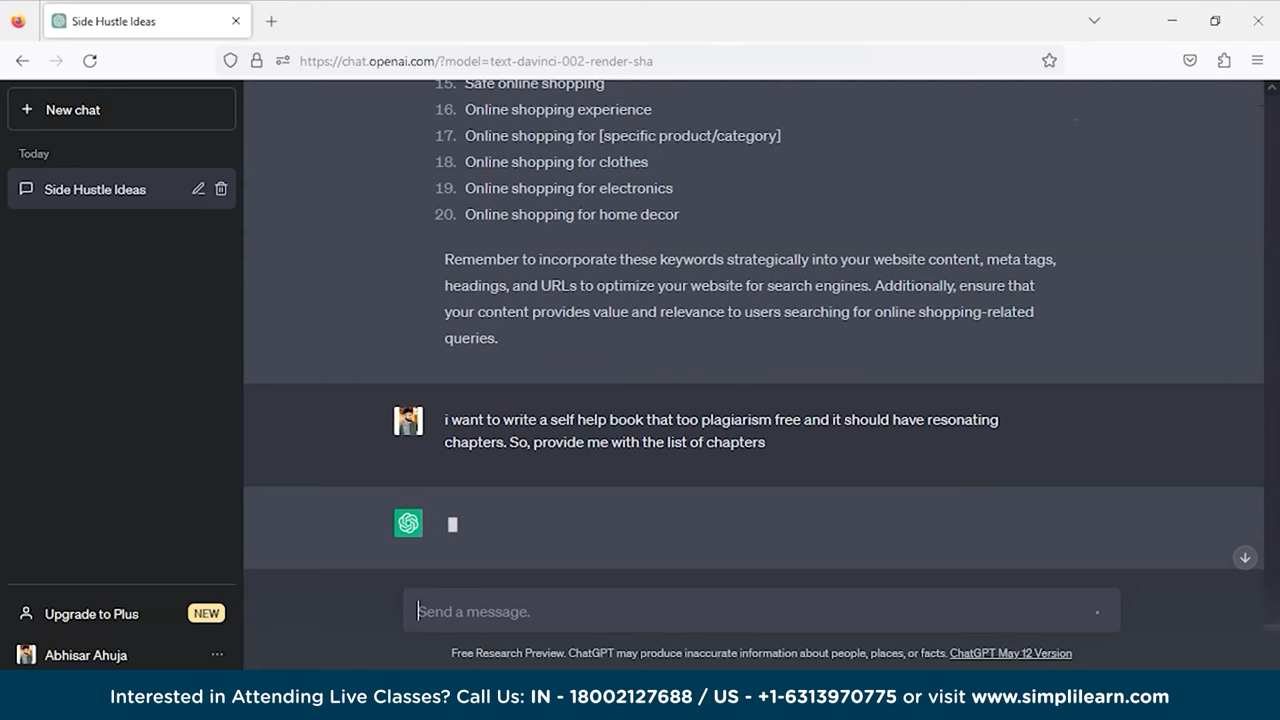 Side Hustle Ideas
https://chat.openai.com/?model=text-davinci-002-render-sha
New chat
Today
Side Hustle Ideas
15. Safe online shopping
16. Online shopping experience
17. Online shopping for [specific product/category]
18. Online shopping for clothes
19. Online shopping for electronics
20. Online shopping for home decor
Remember to incorporate these keywords strategically into your website content, meta tags,
headings, and URLs to optimize your website for search engines. Additionally, ensure that
your content provides value and relevance to users searching for online shopping-related
queries.
i want to write a self help book that too plagiarism free and it should have resonating
chapters. So, provide me with the list of chapters
Send a message.
Upgrade to Plus NEW
Abhisar Ahuja
Free Research Preview. ChatGPT may produce inaccurate information about people, places, or facts. ChatGPT May 12 Version
Interested in Attending Live Classes? Call Us: IN - 18002127688 / US - +1-6313970775 or visit www.simplilearn.com